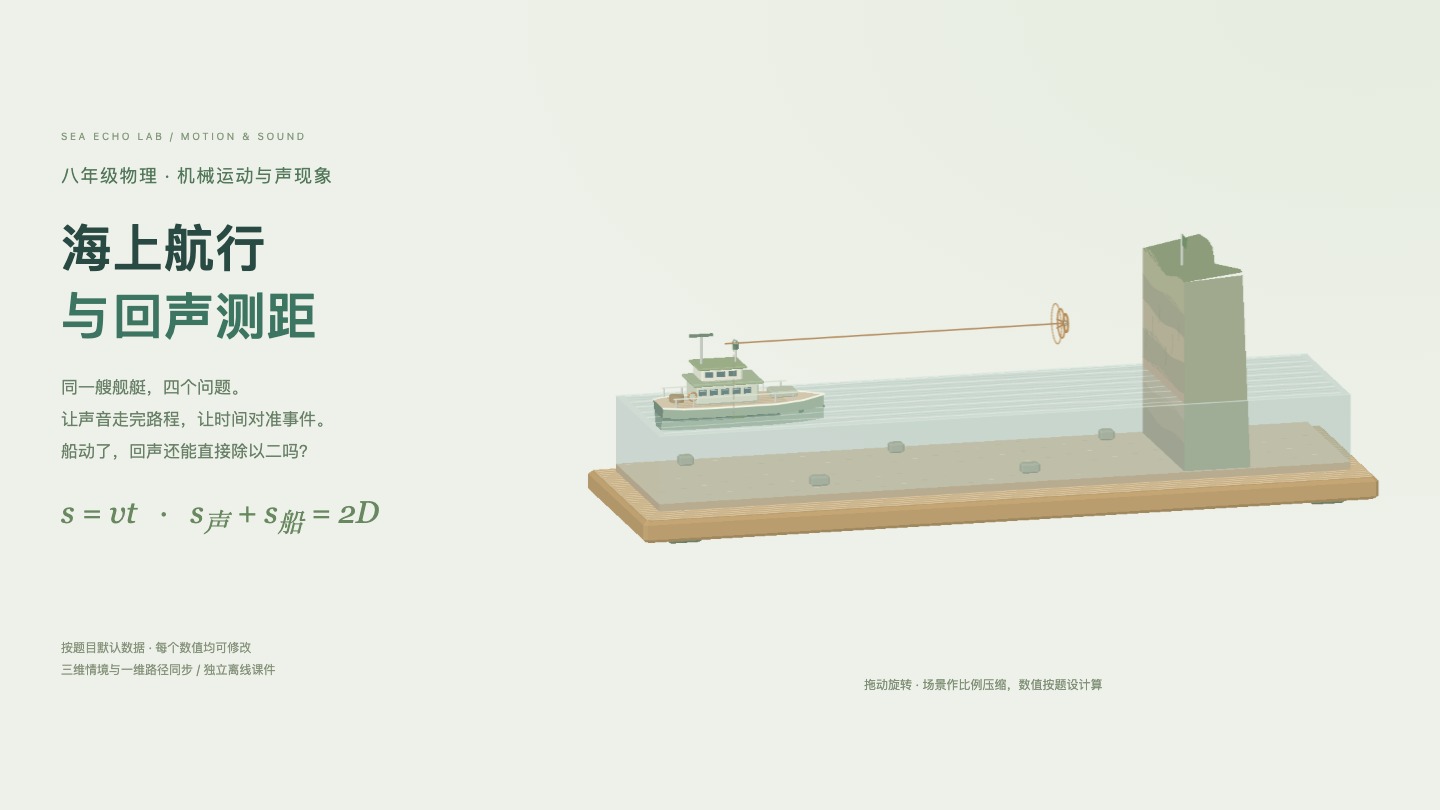 SEA ECHO LAB / MOTION & SOUND
八年级物理 · 机械运动与声现象
海上航行
与回声测距
同一艘舰艇，四个问题。
让声音走完路程，让时间对准事件。
船动了，回声还能直接除以二吗?
s = vt · s声 + s船 = 2D
按题目默认数据 · 每个数值均可修改
三维情境与一维路径同步 / 独立离线课件
拖动旋转 · 场景作比例压缩，数值按题设计算